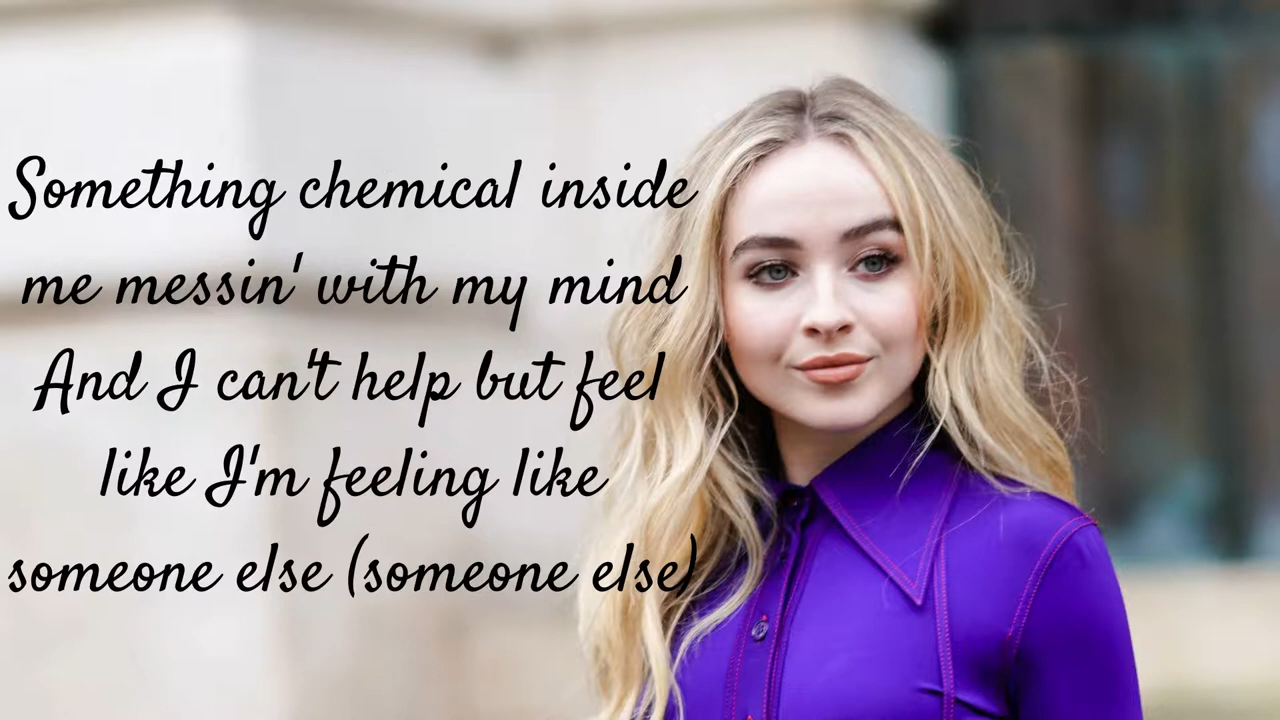 Something chemical inside
me messin' with my mind
And I can't help but feel
like I'm feeling like
someone else (someone else)